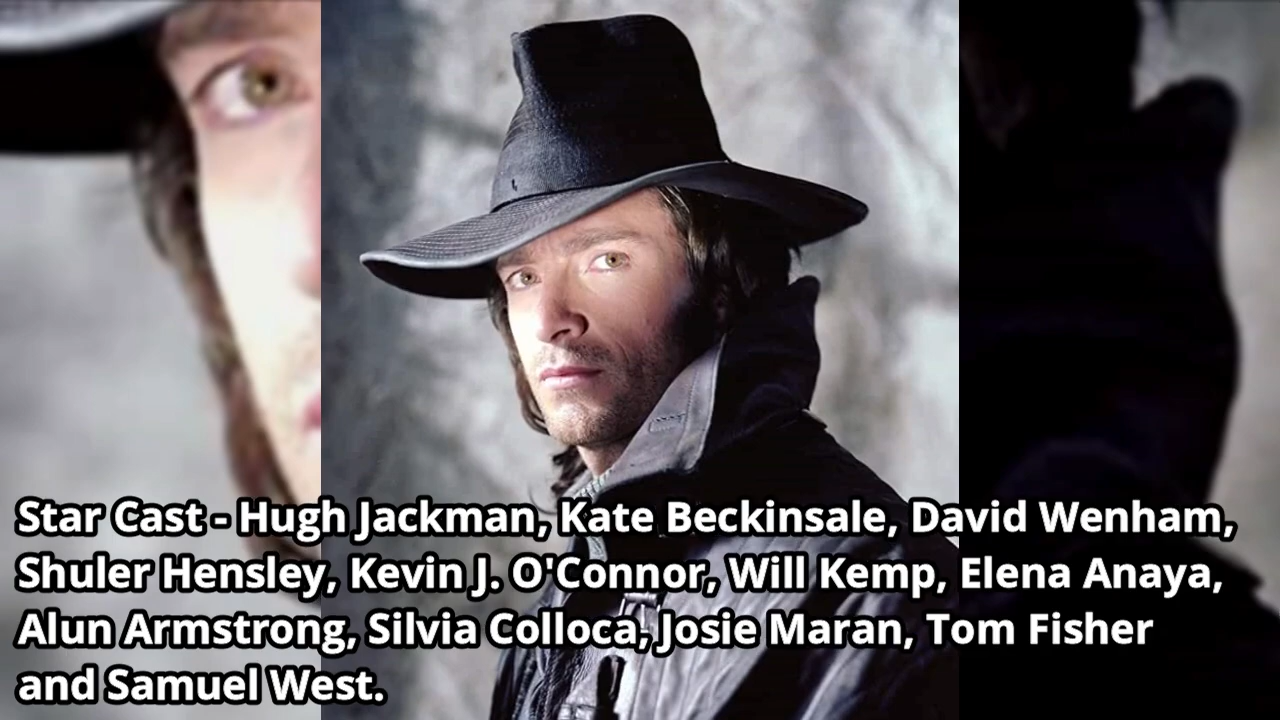 Star Cast - Hugh Jackman, Kate Beckinsale, David Wenham,
Shuler Hensley, Kevin J. O'Connor, Will Kemp, Elena Anaya,
Alun Armstrong, Silvia Colloca, Josie Maran, Tom Fisher
and Samuel West.